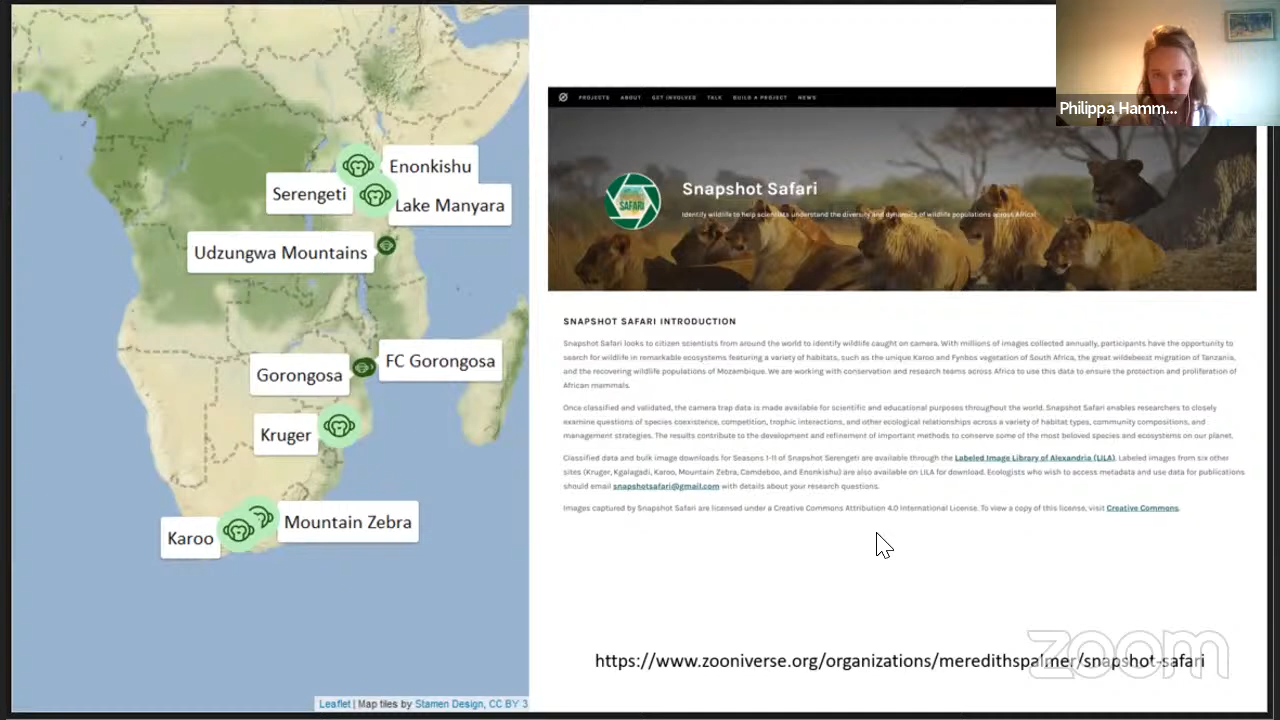 Enonkishu
Serengeti
Lake Manyara
Udzungwa Mountains
FC Gorongosa
Gorongosa
Kruger
Mountain Zebra
Karoo
Leaflet | Map tiles by Stamen Design, CC BY 3
PROJECTS ABOUT GET INVOLVED TALK BUILD A PROJECT NEWS
SAFARI
Snapshot Safari
Identify wildlife to help scientists understand the diversity and dynamics of wildlife populations across Africa!
SNAPSHOT SAFARI INTRODUCTION
Snapshot Safari looks to citizen scientists from around the world to identify wildlife caught on camera. With millions of images collected annually, participants have the opportunity to
search for wildlife in remarkable ecosystems featuring a variety of habitats, such as the unique Karoo and Fynbos vegetation of South Africa, the great wildebeest migration of Tanzania,
and the recovering wildlife populations of Mozambique. We are working with conservation and research teams across Africa to use this data to ensure the protection and proliferation of
African mammals.
Once classified and validated, the camera trap data is made available for scientific and educational purposes throughout the world. Snapshot Safari enables researchers to closely
examine questions of species coexistence, competition, trophic interactions, and other ecological relationships across a variety of habitat types, community compositions, and
management strategies. The results contribute to the development and refinement of important methods to conserve some of the most beloved species and ecosystems on our planet.
Classified data and bulk image downloads for Seasons 1-11 of Snapshot Serengeti are available through the Labeled Image Library of Alexandria (LILA). Labeled images from six other
sites (Kruger, Kgalagadi, Karoo, Mountain Zebra, Camdeboo, and Enonkishu) are also available on LILA for download. Ecologists who wish to access metadata and use data for publications
should email snapshotsafari@gmail.com with details about your research questions.
Images captured by Snapshot Safari are licensed under a Creative Commons Attribution 4.0 International License. To view a copy of this license, visit Creative Commons.
https://www.zooniverse.org/organizations/meredithspalmer/snapshot-safari
zoom
Philippa Hamm...